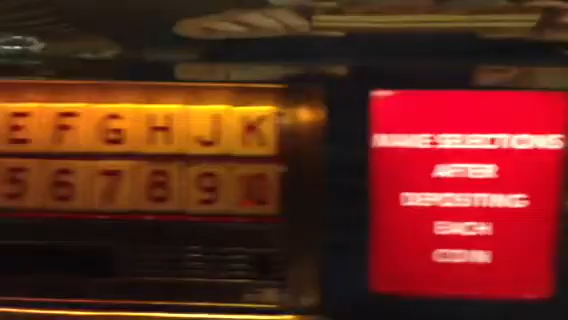 E F G H J K
5 6 7 8 9 10
MAKE SELECTIONS
AFTER
DEPOSITING
EACH
COIN